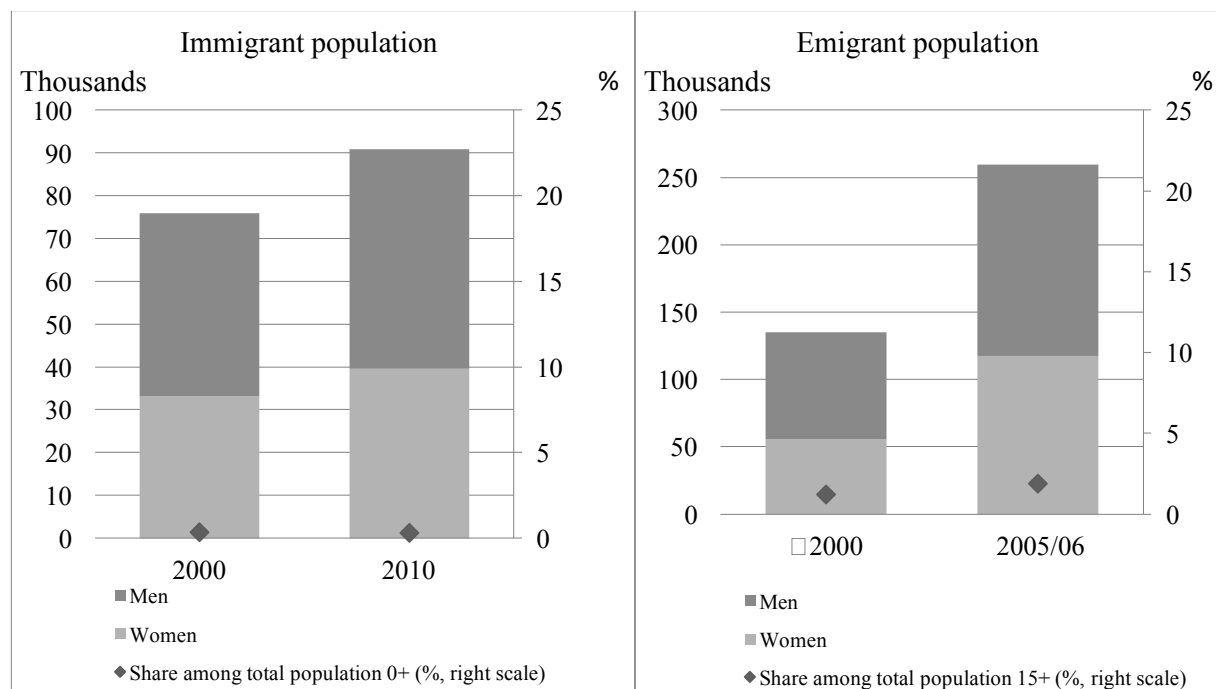 Immigrant population
Thousands %
100 25
90
80 20
70
60 15
50
40 10
30
20 5
10
0 0
2000 2010
Men
Women
Share among total population 0+ (%, right scale)
Emigrant population
Thousands %
300 25
250 20
200 15
150
100 10
50 5
0 0
□2000 2005/06
Men
Women
Share among total population 15+ (%, right scale)